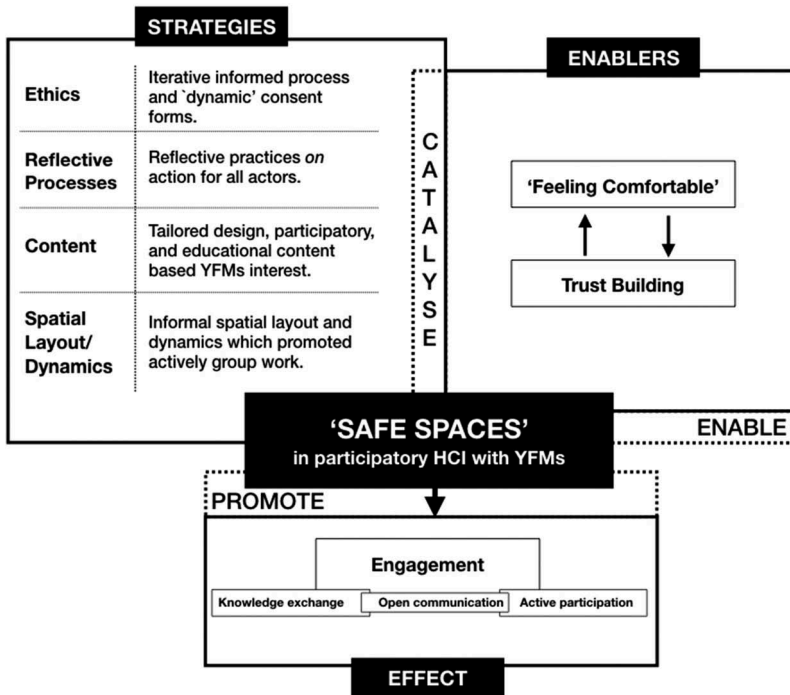 STRATEGIES
Ethics
Iterative informed process
and `dynamic' consent
forms.
Reflective
Processes
Reflective practices on
action for all actors.
Content
Tailored design, participatory,
and educational content
based YFMs interest.
Spatial
Layout/
Dynamics
Informal spatial layout and
dynamics which promoted
actively group work.
CATALYSE
ENABLERS
'Feeling Comfortable'
Trust Building
ENABLE
'SAFE SPACES'
in participatory HCI with YFMs
PROMOTE
Engagement
Knowledge exchange
Open communication
Active participation
EFFECT